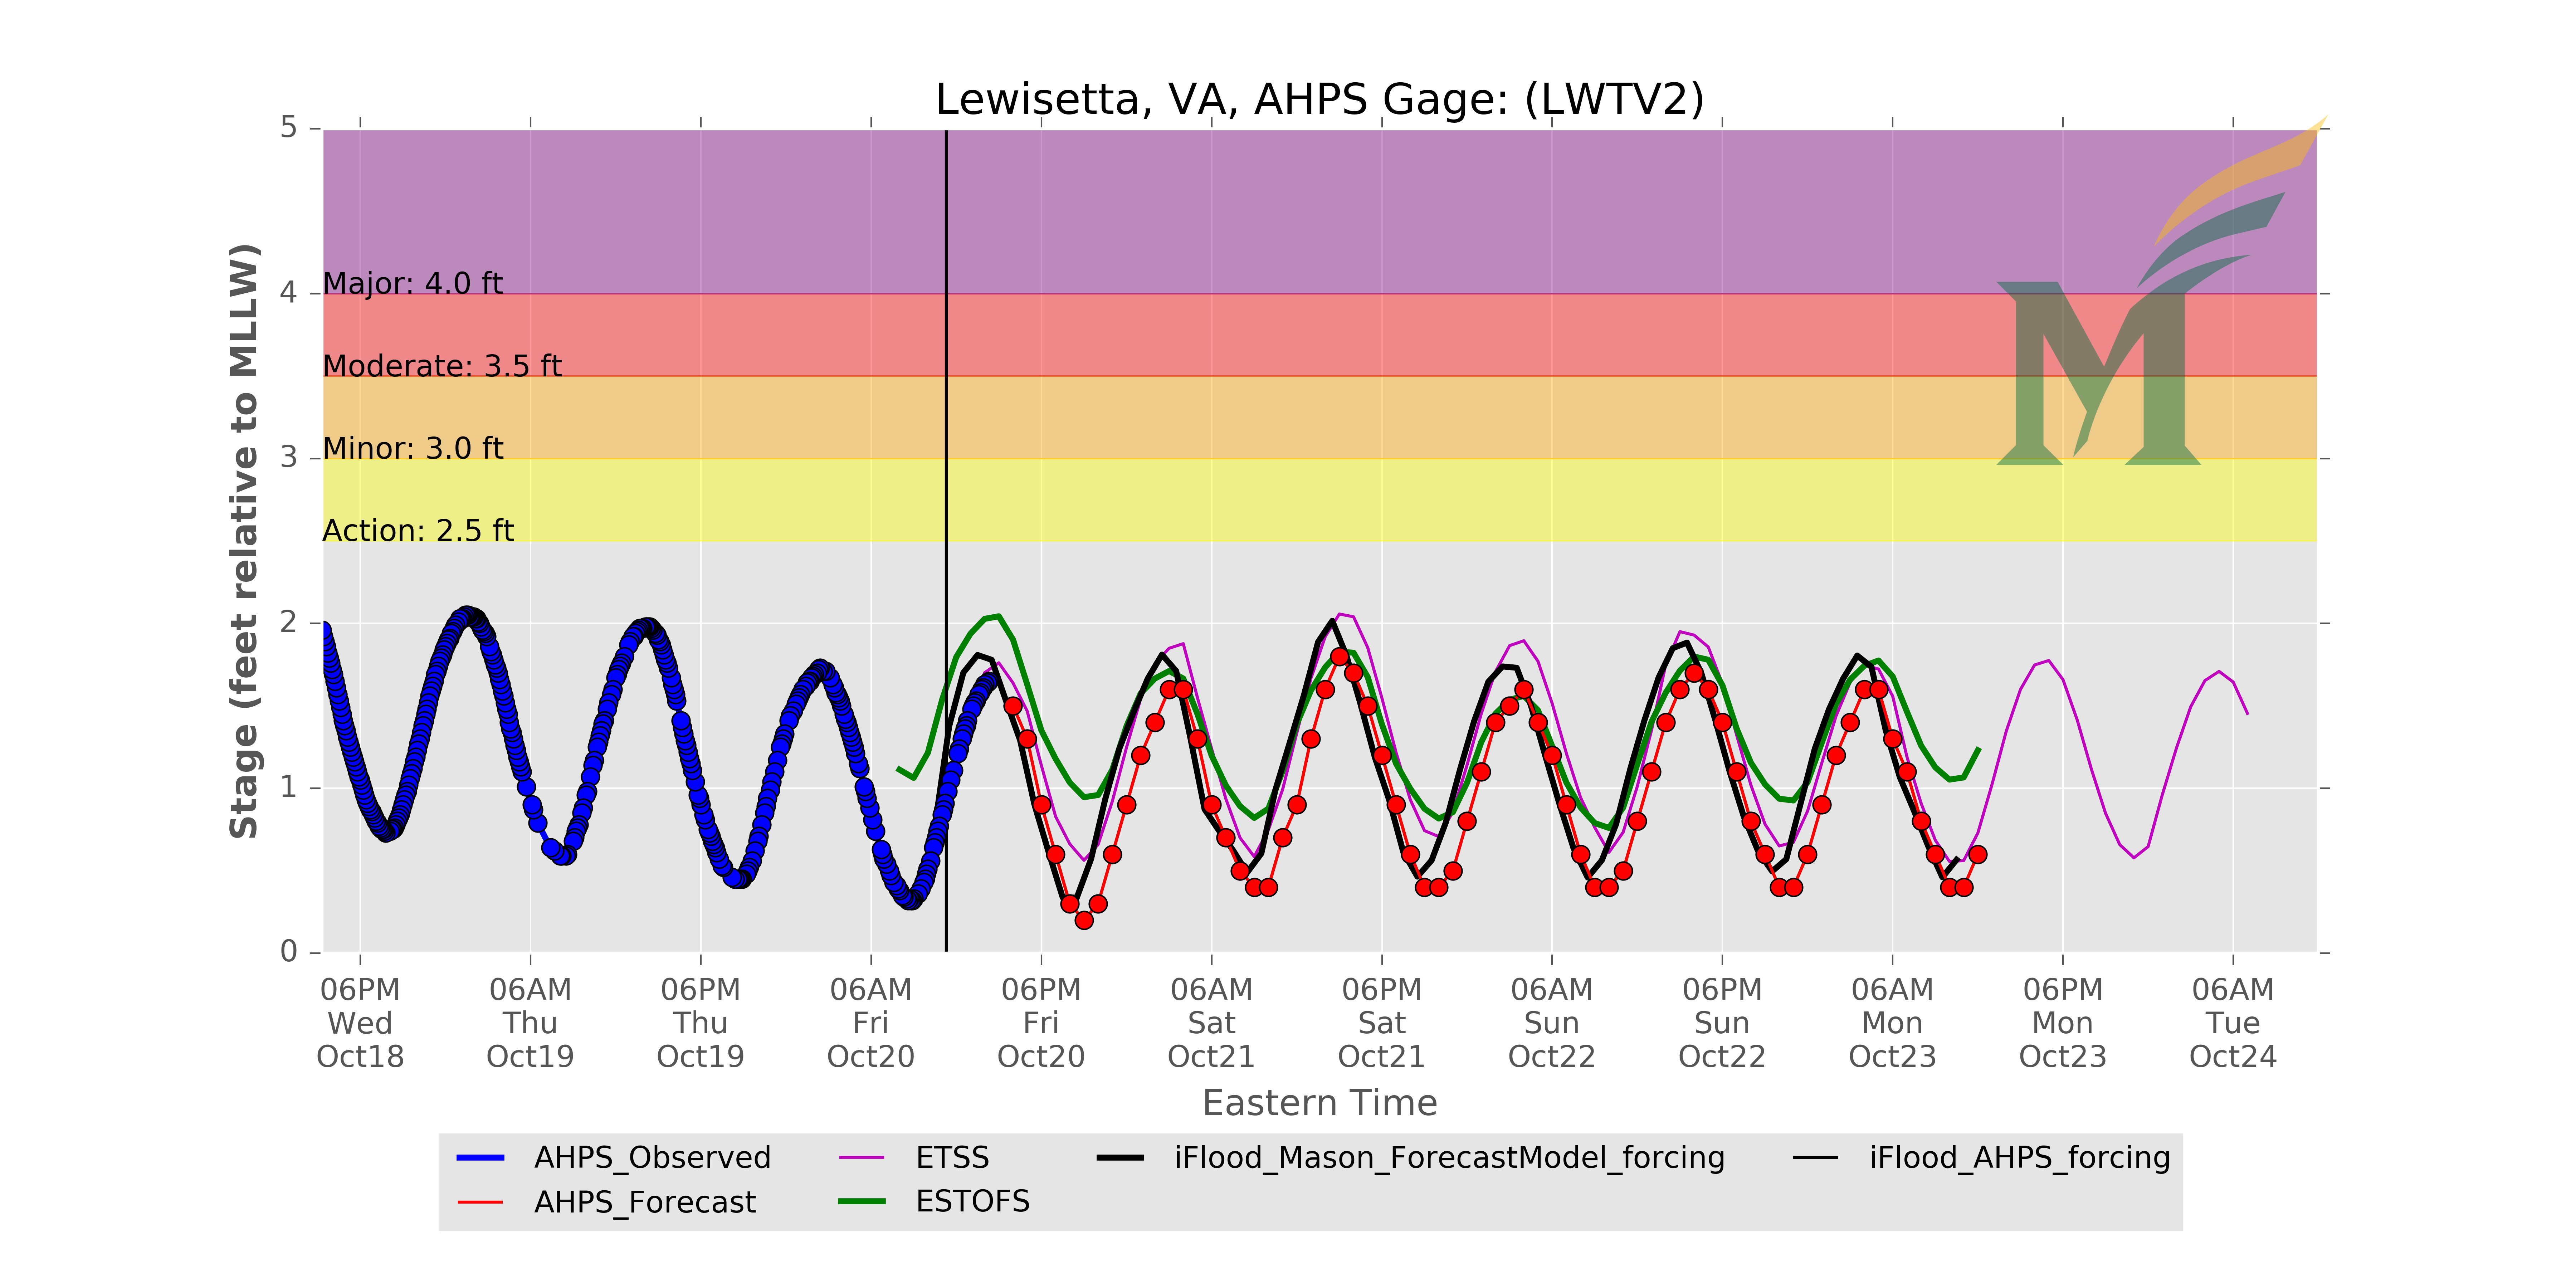 Lewisetta, VA, AHPS Gage: (LWTV2)
Stage (feet relative to MLLW)
5
4
3
2
1
0
Major: 4.0 ft
Moderate: 3.5 ft
Minor: 3.0 ft
Action: 2.5 ft
06PM
Wed
Oct18
06AM
Thu
Oct19
06PM
Thu
Oct19
06AM
Fri
Oct20
06PM
Fri
Oct20
06AM
Sat
Oct21
06PM
Sat
Oct21
06AM
Sun
Oct22
06PM
Sun
Oct22
06AM
Mon
Oct23
06PM
Mon
Oct23
06AM
Tue
Oct24
Eastern Time
AHPS_Observed
AHPS_Forecast
ETSS
ESTOFS
iFlood_Mason_ForecastModel_forcing
iFlood_AHPS_forcing
M